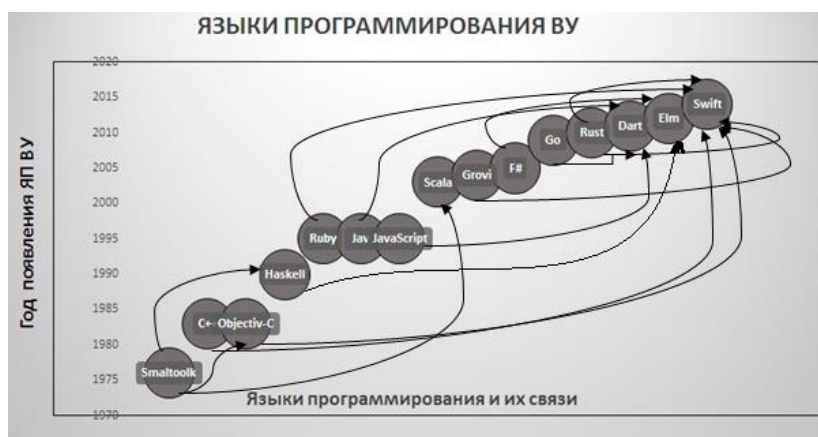 ЯЗЫКИ ПРОГРАММИРОВАНИЯ ВУ
Год появления ЯП ВУ
2020
2015
2010
2005
2000
1995
1990
1985
1980
1975
1970
Swift
Elm
Dart
Rust
Go
F#
Grovi
Scala
Ruby
Jav
JavaScript
Haskell
C+
Objectiv-C
Smaltoolk
Языки программирования и их связи